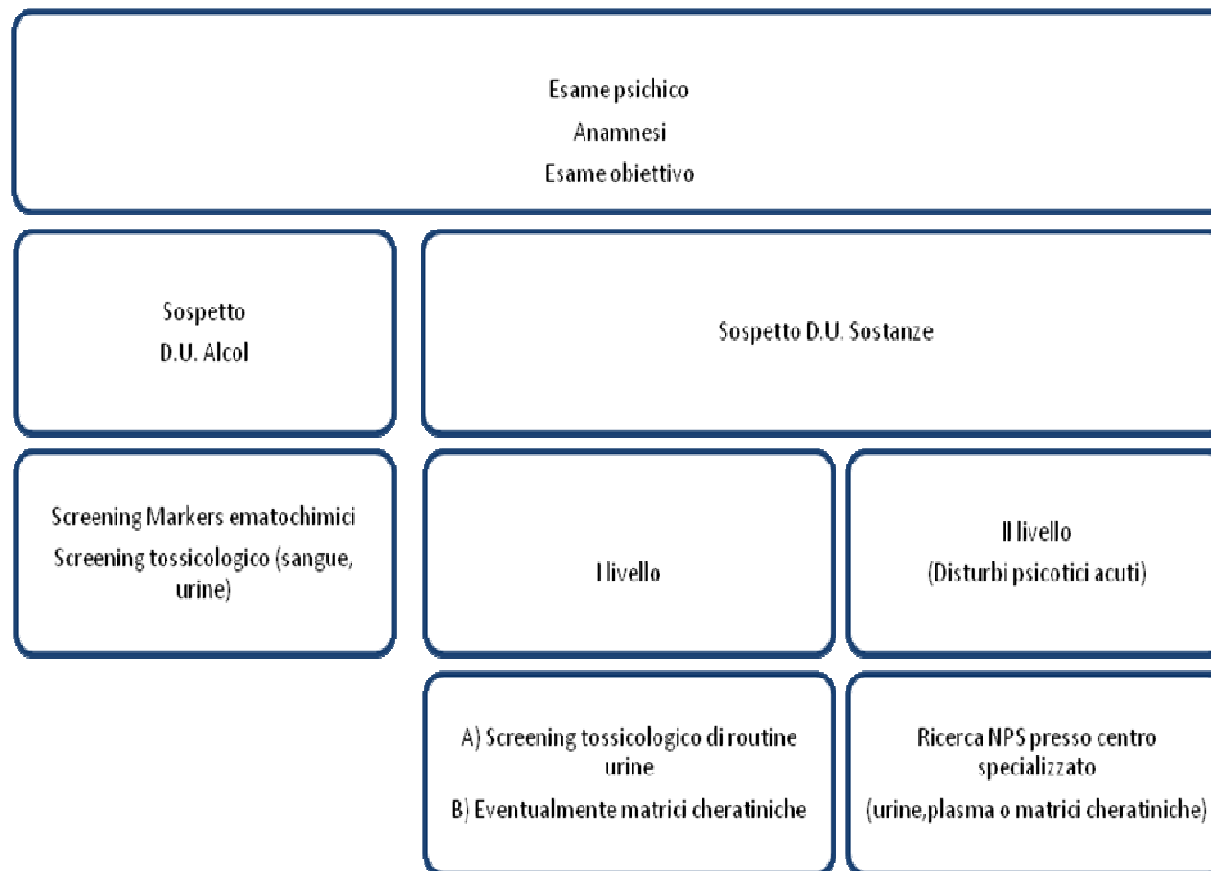 Esame psichico
Anamnesi
Esame obiettivo
Sospetto
D.U. Alcol
Sospetto D.U. Sostanze
Screening Markers ematochimici
Screening tossicologico (sangue,
urine)
I livello
II livello
(Disturbi psicotici acuti)
A) Screening tossicologico di routine
urine
B) Eventualmente matrici cheratiniche
Ricerca NPS presso centro
specializzato
(urine,plasma o matrici cheratiniche)